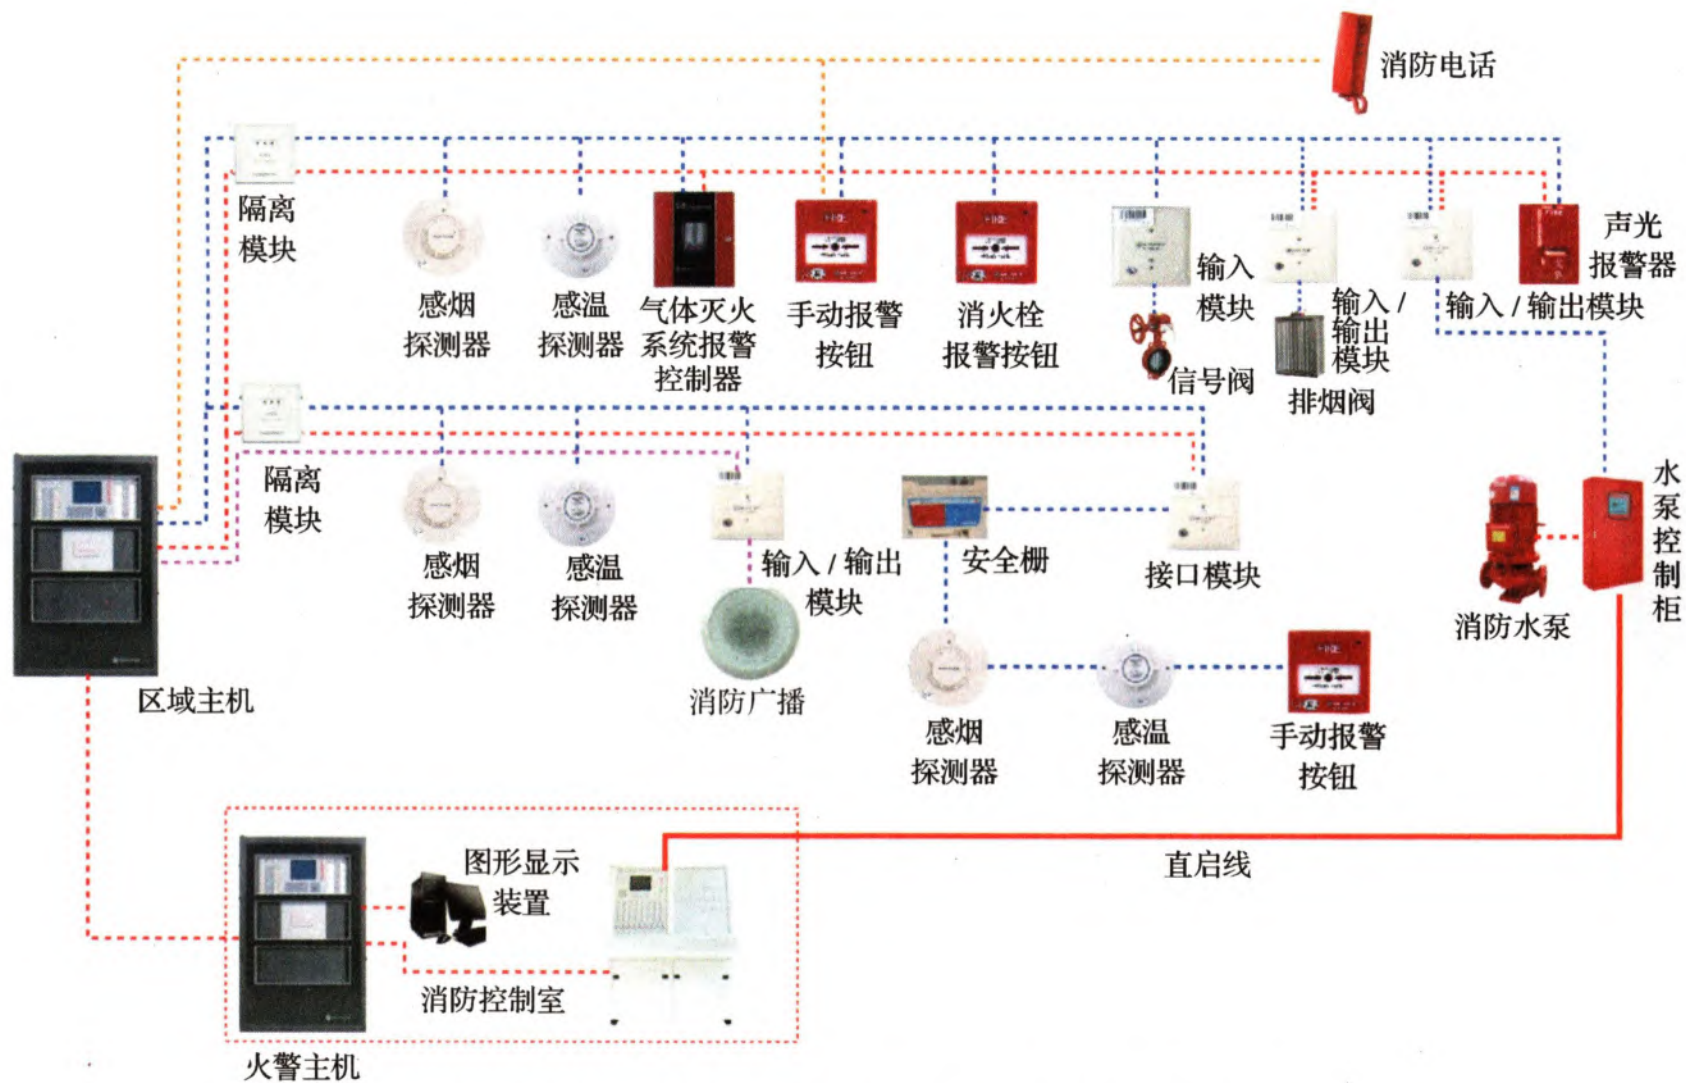 消防电话
隔离
模块
感烟
探测器
感温
探测器
气体灭火
系统报警
控制器
手动报警
按钮
消火栓
报警按钮
输入
模块
信号阀
输入 /
输出
模块
排烟阀
输入 / 输出模块
声光
报警器
隔离
模块
感烟
探测器
感温
探测器
输入 / 输出
模块
消防广播
安全栅
接口模块
消防水泵
水泵控制柜
区域主机
感烟
探测器
感温
探测器
手动报警
按钮
直启线
图形显示
装置
消防控制室
火警主机